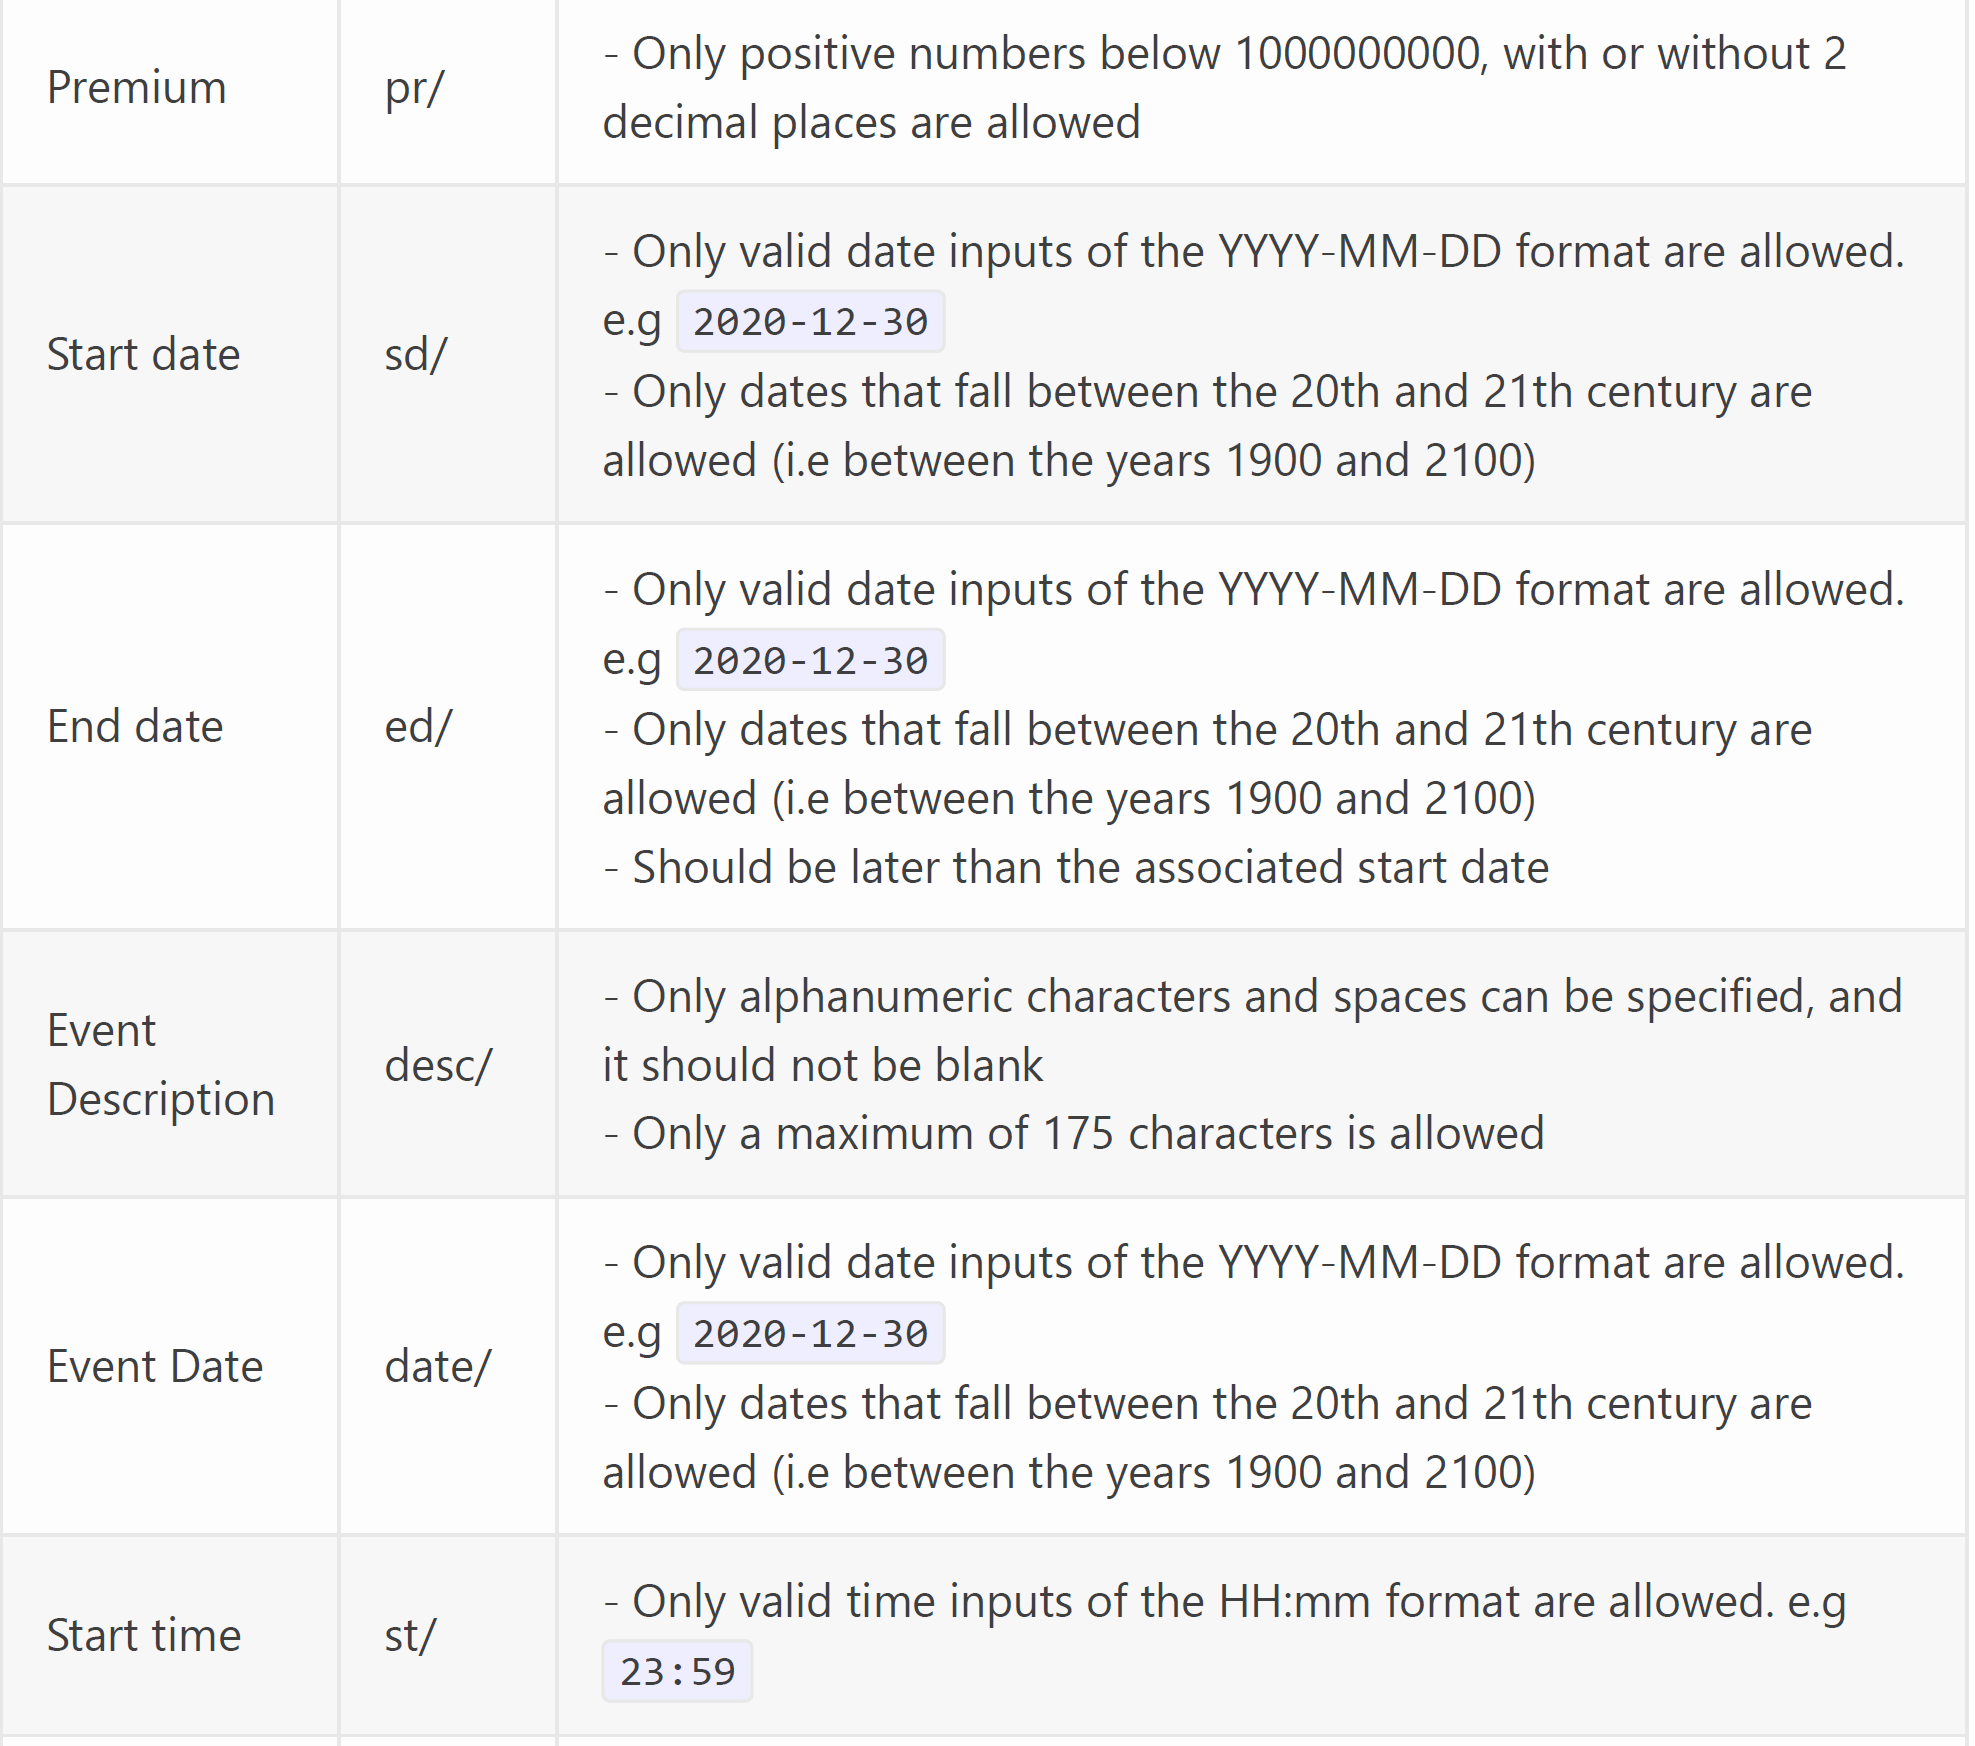 Premium
pr/
- Only positive numbers below 1000000000, with or without 2
decimal places are allowed
Start date
sd/
- Only valid date inputs of the YYYY-MM-DD format are allowed.
e.g 2020-12-30
- Only dates that fall between the 20th and 21th century are
allowed (i.e between the years 1900 and 2100)
End date
ed/
- Only valid date inputs of the YYYY-MM-DD format are allowed.
e.g 2020-12-30
- Only dates that fall between the 20th and 21th century are
allowed (i.e between the years 1900 and 2100)
- Should be later than the associated start date
Event
Description
desc/
- Only alphanumeric characters and spaces can be specified, and
it should not be blank
- Only a maximum of 175 characters is allowed
Event Date
date/
- Only valid date inputs of the YYYY-MM-DD format are allowed.
e.g 2020-12-30
- Only dates that fall between the 20th and 21th century are
allowed (i.e between the years 1900 and 2100)
Start time
st/
- Only valid time inputs of the HH:mm format are allowed. e.g
23:59